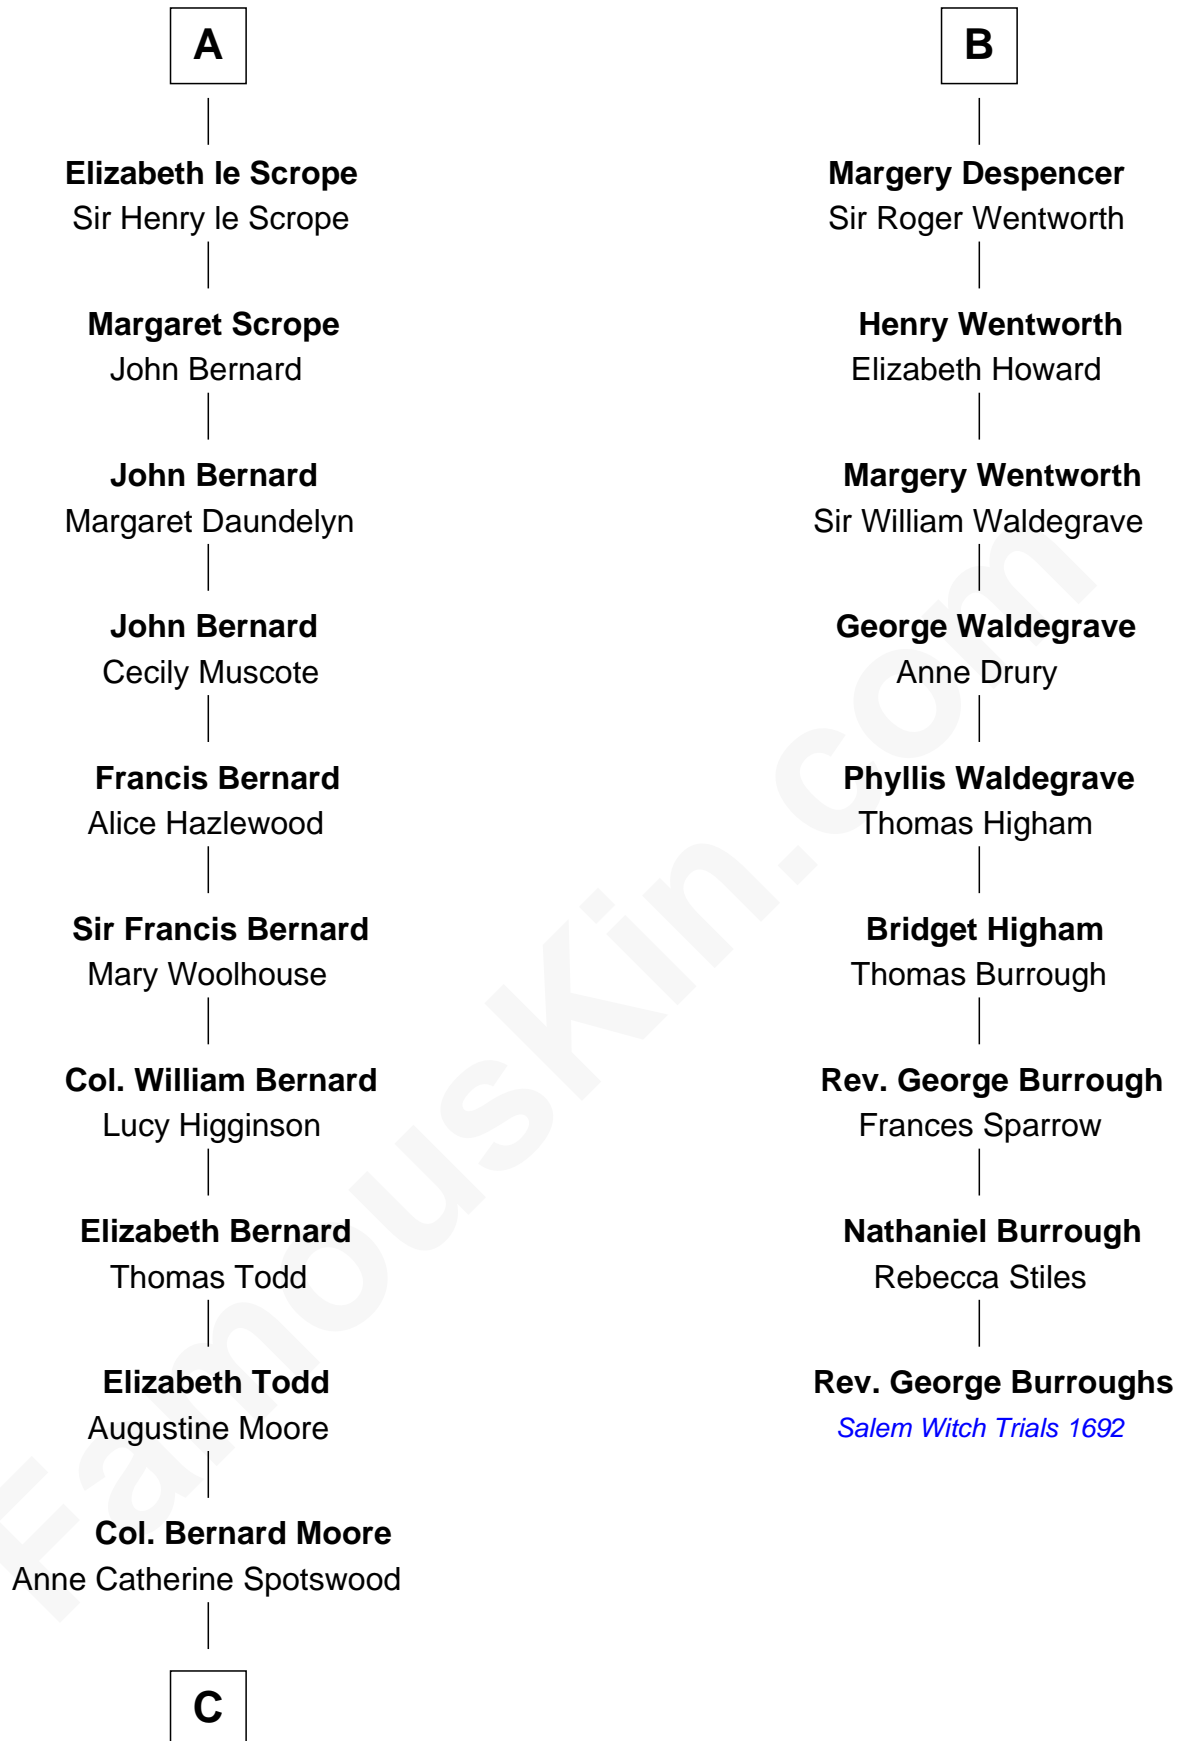 A
Elizabeth le Scrope
Sir Henry le Scrope
Margaret Scrope
John Bernard
John Bernard
Margaret Daundelyn
John Bernard
Cecily Muscote
Francis Bernard
Alice Hazlewood
Sir Francis Bernard
Mary Woolhouse
Col. William Bernard
Lucy Higginson
Elizabeth Bernard
Thomas Todd
Elizabeth Todd
Augustine Moore
Col. Bernard Moore
Anne Catherine Spotswood
C
B
Margery Despencer
Sir Roger Wentworth
Henry Wentworth
Elizabeth Howard
Margery Wentworth
Sir William Waldegrave
George Waldegrave
Anne Drury
Phyllis Waldegrave
Thomas Higham
Bridget Higham
Thomas Burrough
Rev. George Burrough
Frances Sparrow
Nathaniel Burrough
Rebecca Stiles
Rev. George Burroughs
Salem Witch Trials 1692
FamousKin.com